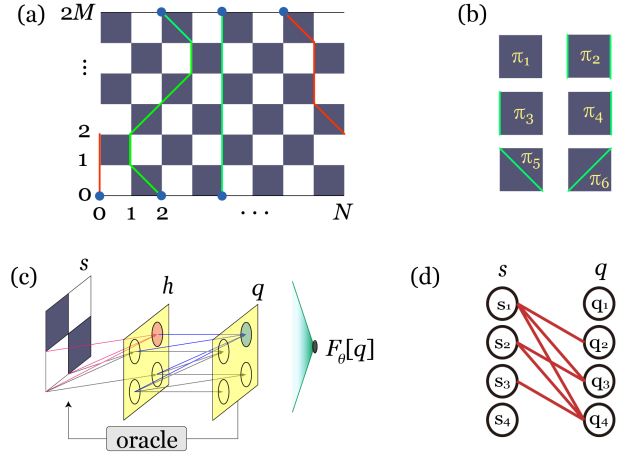 (a)
2M
⋮
2
1
0
0 1 2 ··· N
(b)
π₁ π₂
π₃ π₄
π₅ π₆
(c)
s
h
q
F_θ[q]
oracle
(d)
s q
s₁ q₁
s₂ q₂
s₃ q₃
s₄ q₄